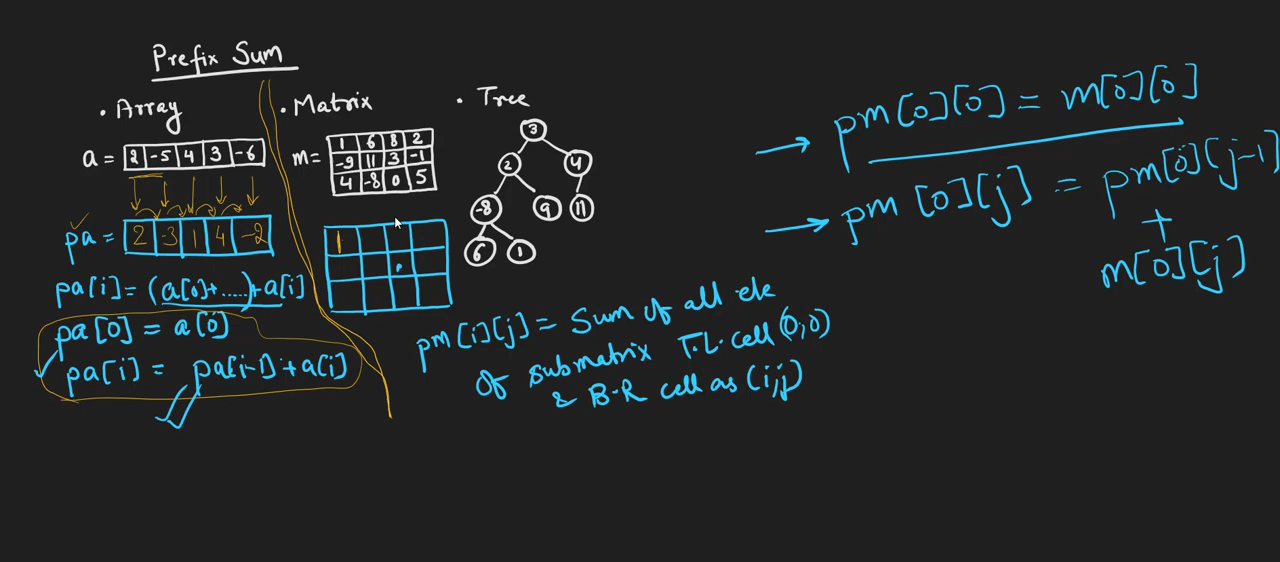 Prefix Sum
• Array
a = 2 -5 4 3 -6
pa = 2 -3 1 4 -2
pa[i] = (a[0]+.....)+a[i]
pa[0] = a[0]
pa[i] = pa[i-1]+a[i]
• Matrix
m = 1 6 8 2
-9 11 3 -1
4 -8 0 5
1
pm[i][j] = Sum of all ele
of submatrix T.L. cell (0,0)
& B-R cell as (i,j)
• Tree
3
2 4
-8 9 11
6 1
pm[0][0] = m[0][0]
pm[0][j] = pm[0][j-1]
+
m[0][j]